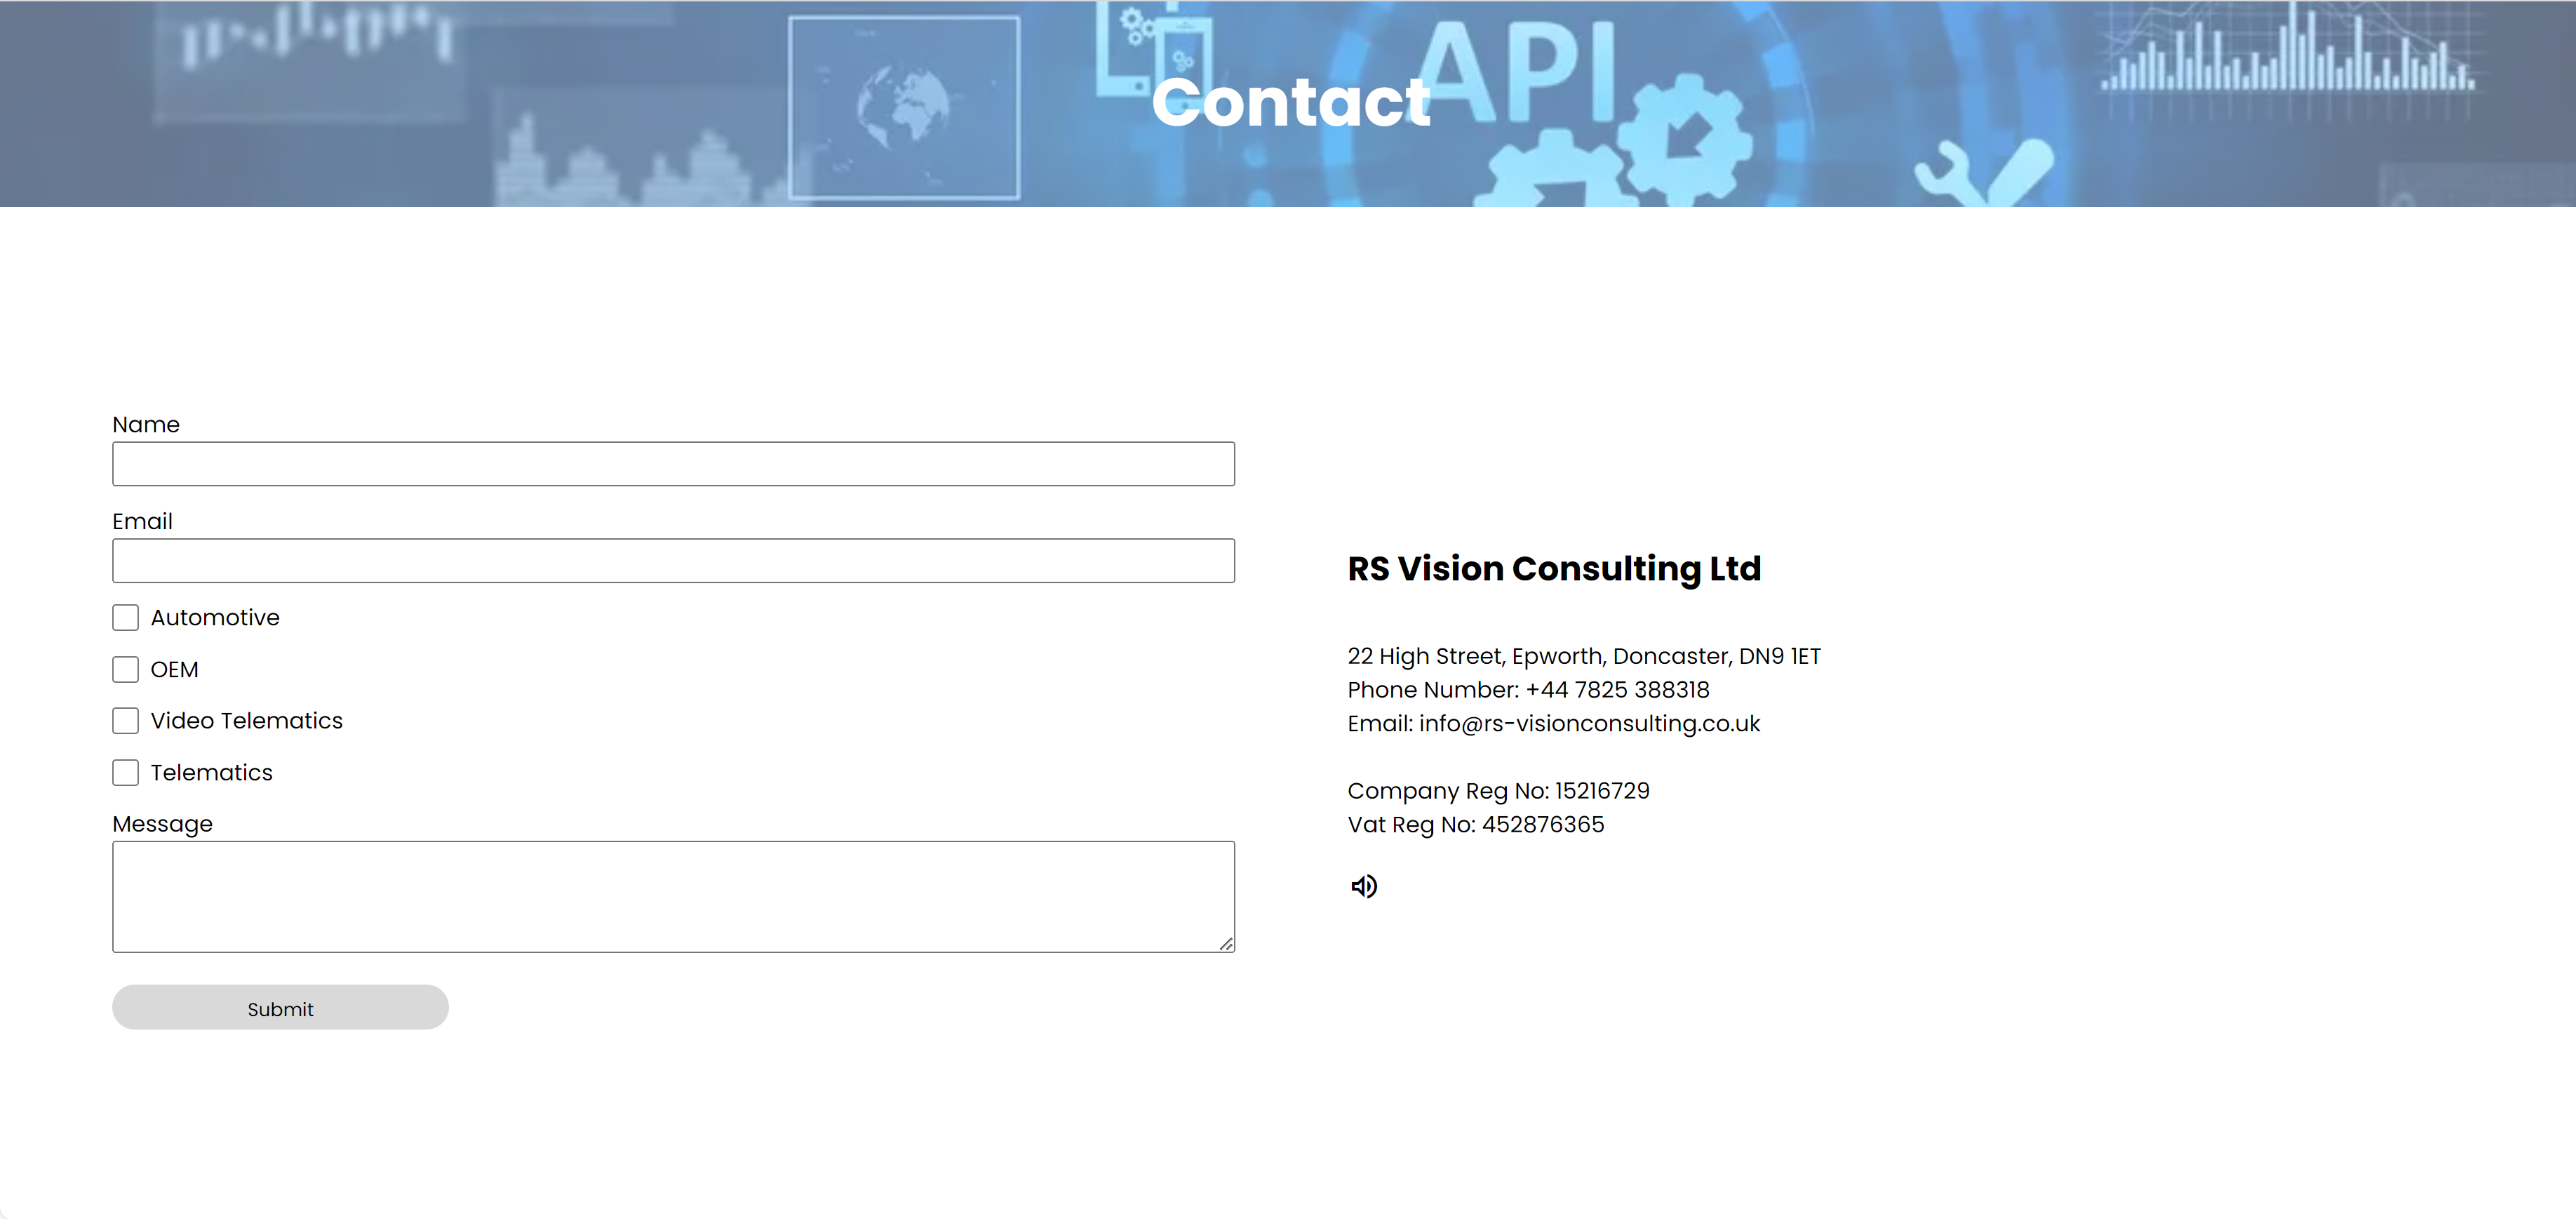 API
Contact
Name
Email
Automotive
OEM
Video Telematics
Telematics
Message
Submit
RS Vision Consulting Ltd
22 High Street, Epworth, Doncaster, DN9 1ET
Phone Number: +44 7825 388318
Email: info@rs-visionconsulting.co.uk
Company Reg No: 15216729
Vat Reg No: 452876365